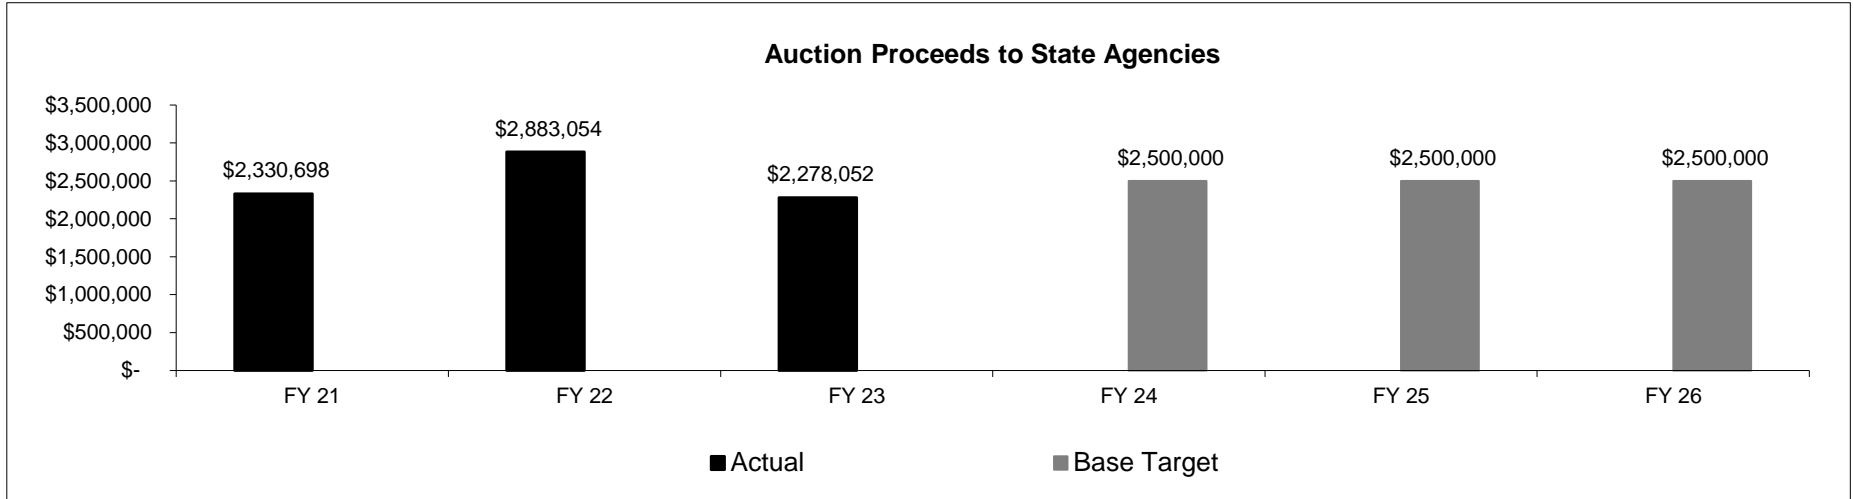 Auction Proceeds to State Agencies
$3,500,000
$3,000,000
$2,500,000
$2,000,000
$1,500,000
$1,000,000
$500,000
$-
$2,330,698
$2,883,054
$2,278,052
$2,500,000
$2,500,000
$2,500,000
FY 21
FY 22
FY 23
FY 24
FY 25
FY 26
Actual
Base Target